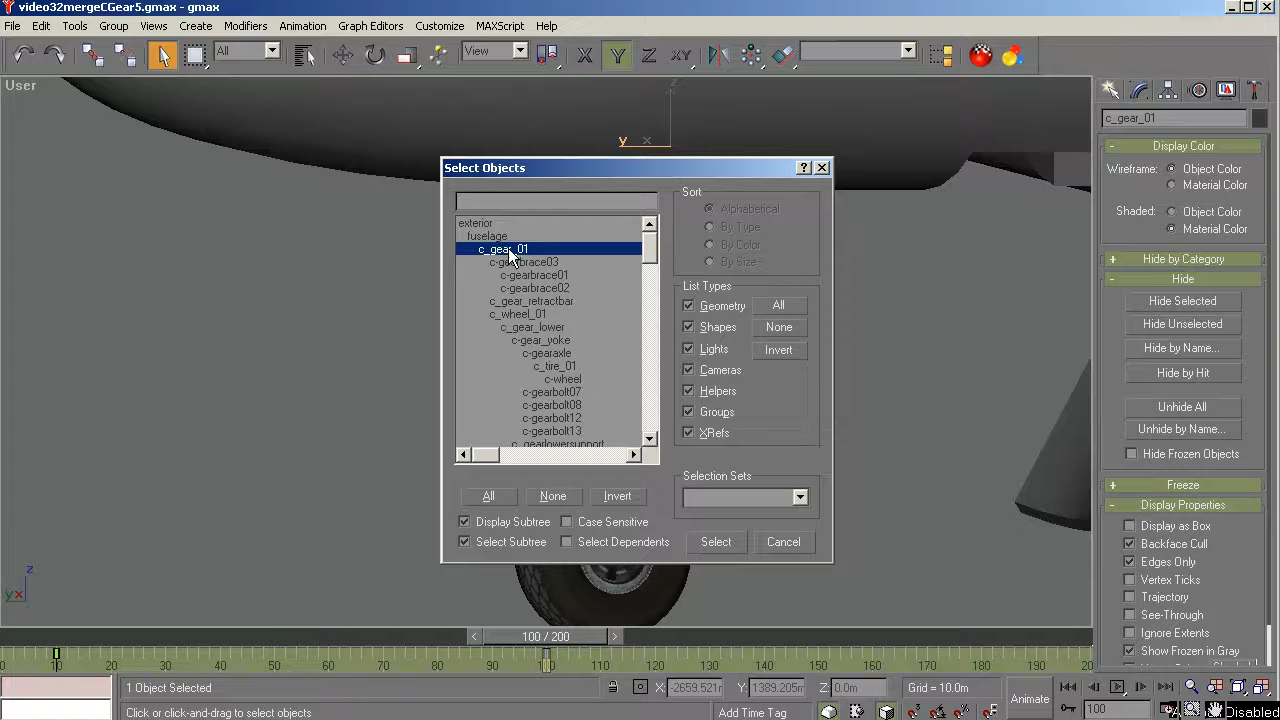 video32mergeCGear5.gmax - gmax
File Edit Tools Group Views Create Modifiers Animation Graph Editors Customize MAXScript Help
All View X Y Z XY
User
z
y x
c_gear_01
Select Objects
exterior
fuselage
c_gear_01
c-gearbrace03
c-gearbrace01
c-gearbrace02
c_gear_retractbar
c_wheel_01
c_gear_lower
c-gear_yoke
c-gearaxle
c_tire_01
c-wheel
c-gearbolt07
c-gearbolt08
c-gearbolt12
c-gearbolt13
c_gearlowersupport
All None Invert
Display Subtree Case Sensitive
Select Subtree Select Dependents
Sort
Alphabetical
By Type
By Color
By Size
List Types
Geometry All
Shapes None
Lights Invert
Cameras
Helpers
Groups
XRefs
Selection Sets
Select Cancel
- Display Color
Wireframe: Object Color
Material Color
Shaded: Object Color
Material Color
+ Hide by Category
- Hide
Hide Selected
Hide Unselected
Hide by Name...
Hide by Hit
Unhide All
Unhide by Name...
Hide Frozen Objects
+ Freeze
- Display Properties
Display as Box
Backface Cull
Edges Only
Vertex Ticks
Trajectory
See-Through
Ignore Extents
Show Frozen in Gray
z
y x
< 100 / 200 >
0 10 20 30 40 50 60 70 80 90 100 110 120 130 140 150 160 170 180 190 20
1 Object Selected X: -2659.521m Y: 1389.205m Z: 0.0m Grid = 10.0m Animate
Click or click-and-drag to select objects Add Time Tag 100 Disabled